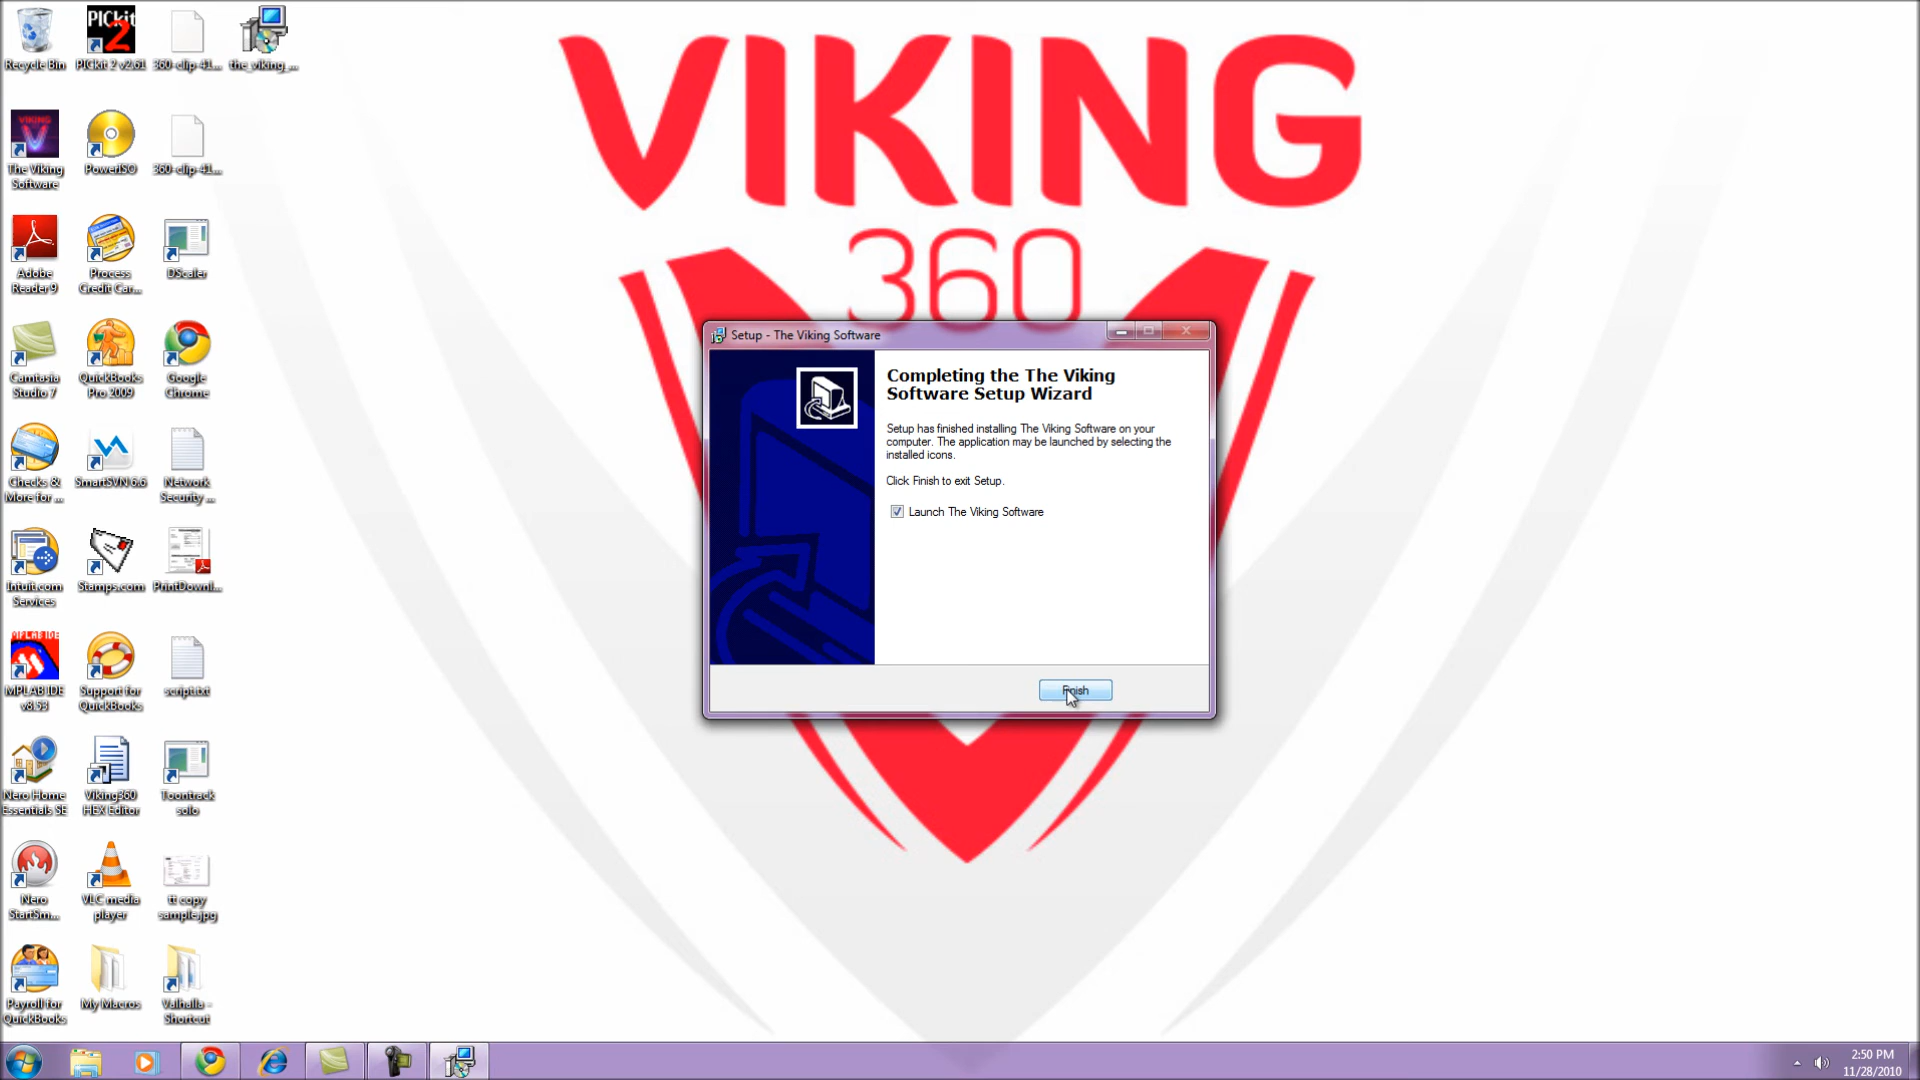 Recycle Bin
PICkit 2 v2.61
360-clip-41...
the_viking_...
PICkit
2
The Viking
Software
PowerISO
360-clip-41...
VIKING
Adobe
Reader 9
Process
Credit Car...
DScaler
Camtasia
Studio 7
QuickBooks
Pro 2009
Google
Chrome
Checks &
More for ...
SmartSVN 6.6
Network
Security ...
Intuit.com
Services
Stamps.com
PrintDownl...
MPLAB IDE
v8.53
Support for
QuickBooks
script.txt
Nero Home
Essentials SE
Viking360
HEX Editor
Toontrack
solo
Nero
StartSm...
VLC media
player
tt copy
sample.jpg
Payroll for
QuickBooks
My Macros
Valhalla -
Shortcut
VIKING
360
Setup - The Viking Software
Completing the The Viking
Software Setup Wizard
Setup has finished installing The Viking Software on your
computer. The application may be launched by selecting the
installed icons.
Click Finish to exit Setup.
Launch The Viking Software
Finish
2:50 PM
11/28/2010